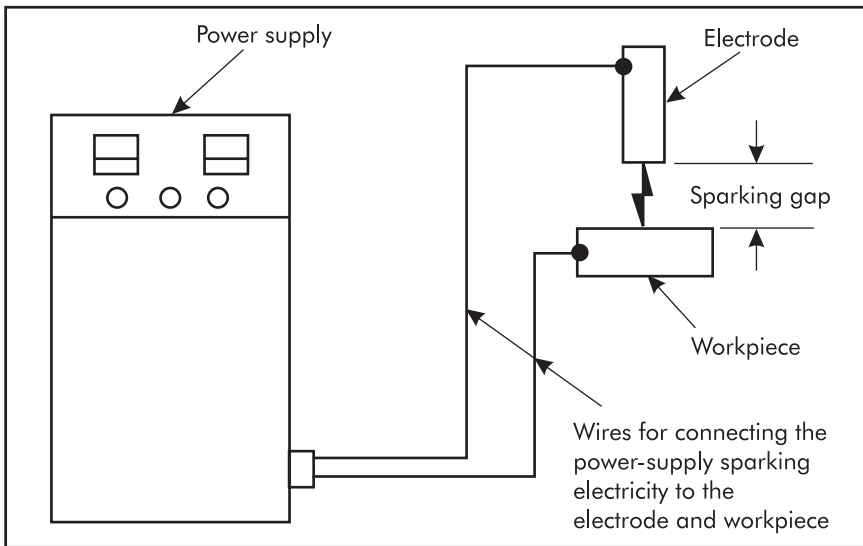 Power supply
Electrode
Sparking gap
Workpiece
Wires for connecting the
power-supply sparking
electricity to the
electrode and workpiece